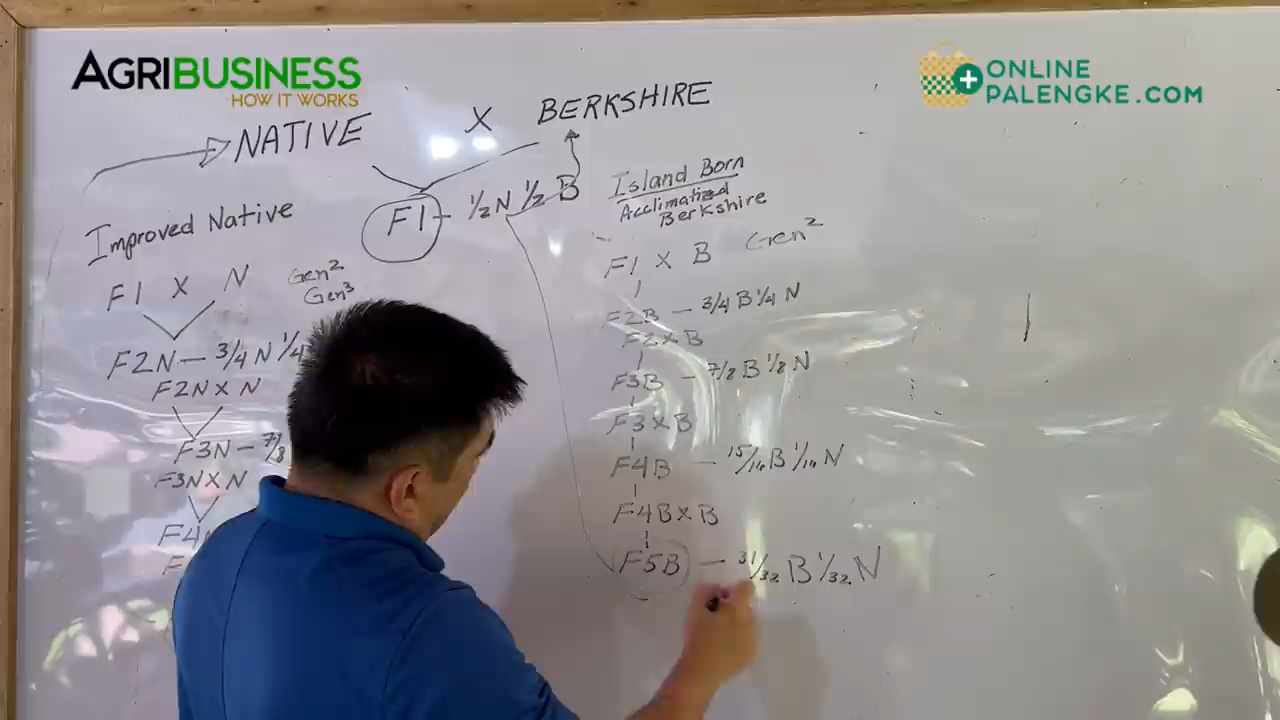 AGRIBUSINESS
HOW IT WORKS
ONLINE
PALENGKE.COM
NATIVE X BERKSHIRE
F1 - 1/2 N 1/2 B
Improved Native
F1 X N Gen2
Gen3
F2N - 3/4 N 1/4
F2N X N
F3N - 7/8
F3N X N
F4
Island Born
Acclimatized
Berkshire
F1 X B Gen2
F2B - 3/4 B 1/4 N
F2 X B
F3B - 7/8 B 1/8 N
F3 X B
F4B - 15/16 B 1/16 N
F4B X B
F5B - 31/32 B 1/32 N